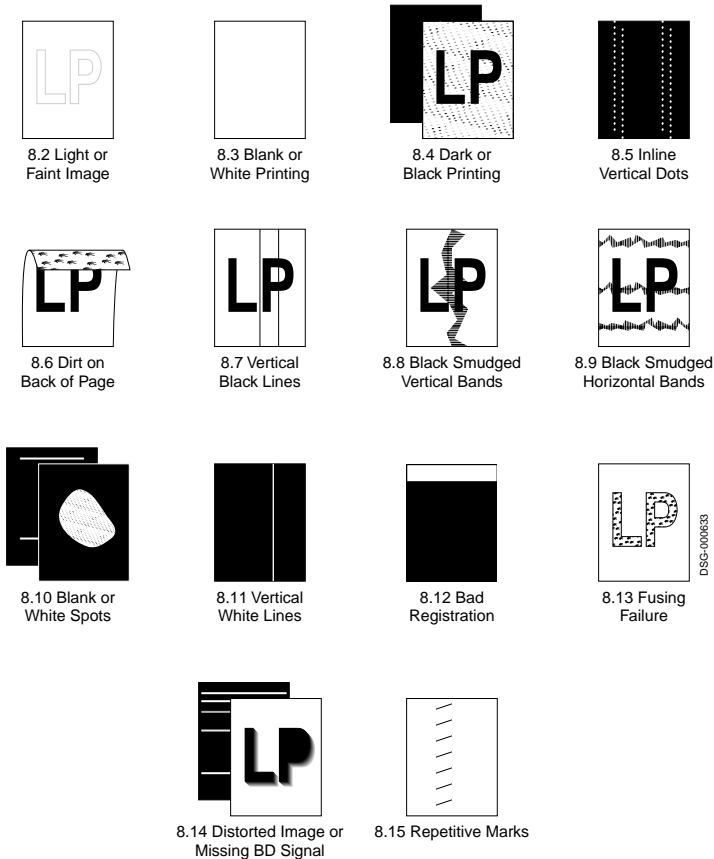 LP
LP
8.2 Light or
Faint Image
8.3 Blank or
White Printing
8.4 Dark or
Black Printing
8.5 Inline
Vertical Dots
LP
LP
LP
LP
8.6 Dirt on
Back of Page
8.7 Vertical
Black Lines
8.8 Black Smudged
Vertical Bands
8.9 Black Smudged
Horizontal Bands
LP
DSG-000633
8.10 Blank or
White Spots
8.11 Vertical
White Lines
8.12 Bad
Registration
8.13 Fusing
Failure
LP
8.14 Distorted Image or
Missing BD Signal
8.15 Repetitive Marks